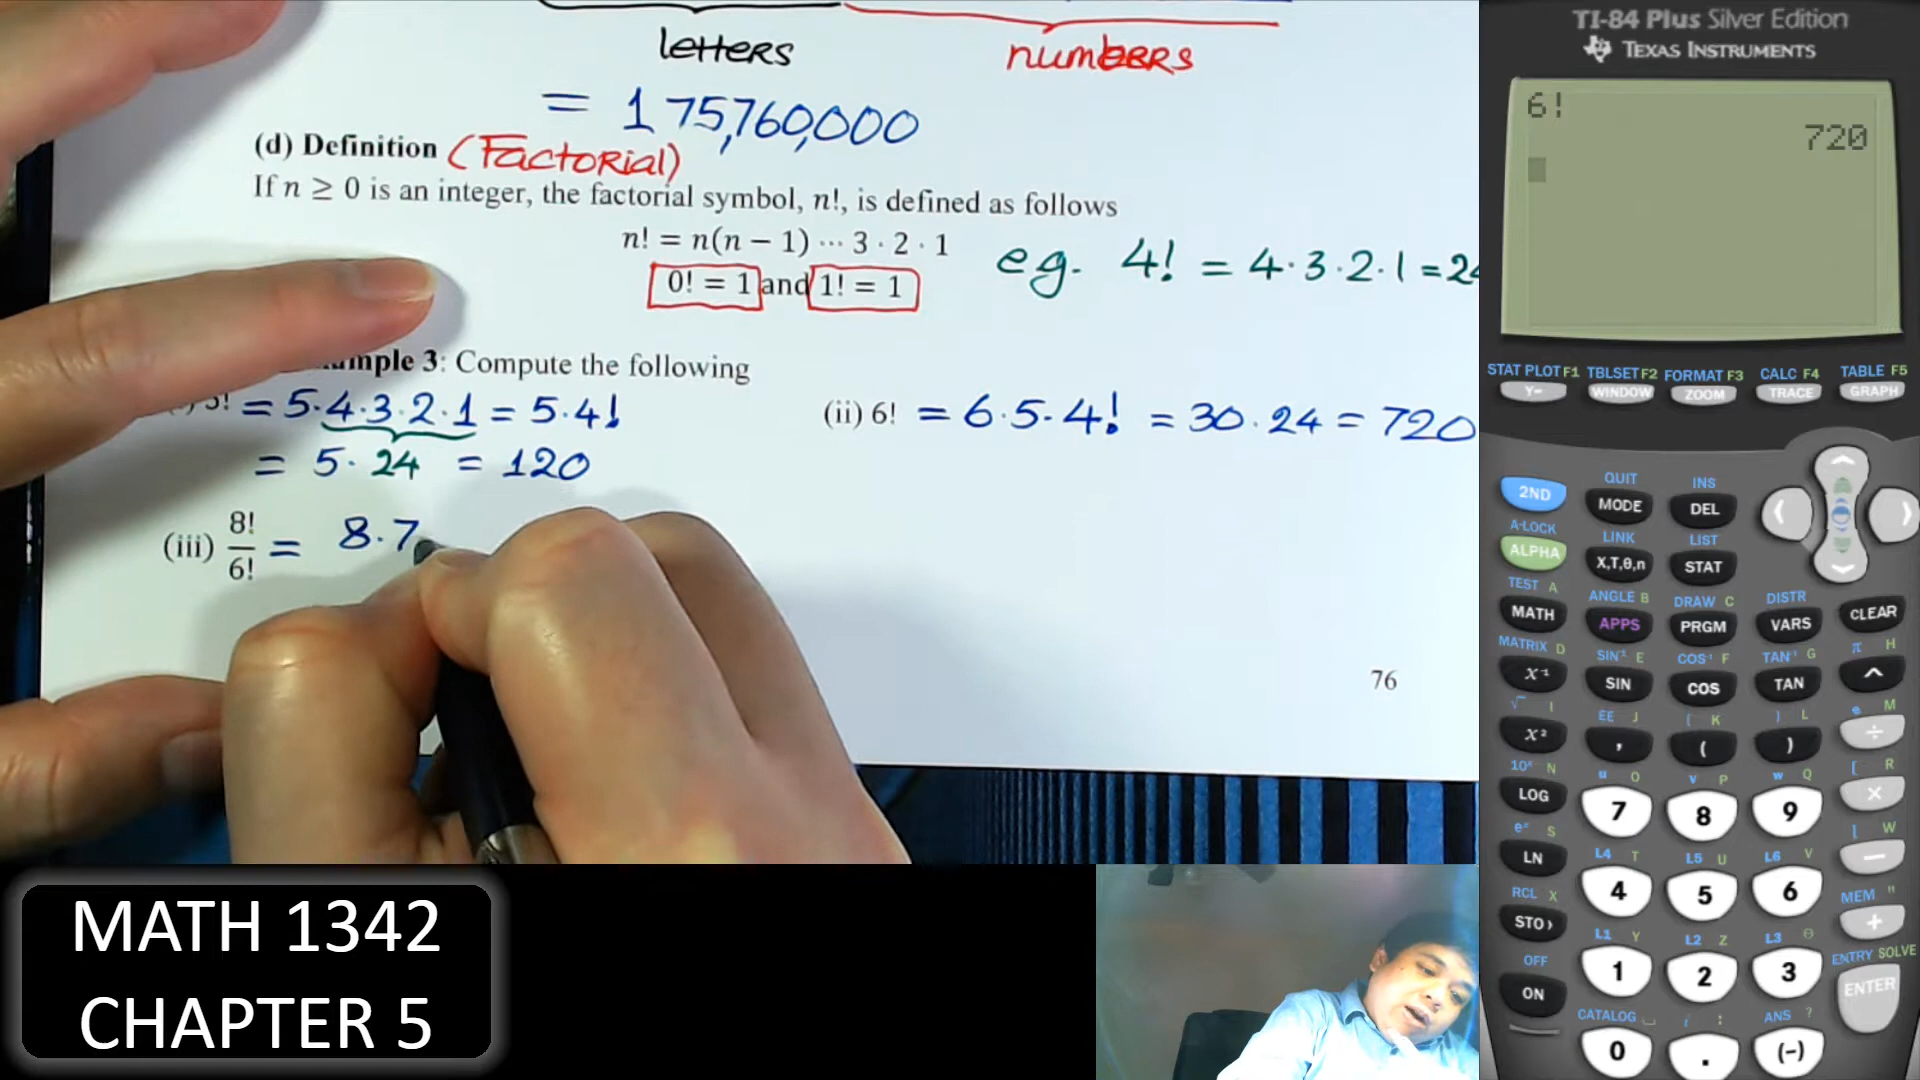 letters numbers
= 175,760,000
(d) Definition (Factorial)
If n ≥ 0 is an integer, the factorial symbol, n!, is defined as follows
n! = n(n − 1) ⋯ 3 · 2 · 1
0! = 1 and 1! = 1
eg. 4! = 4·3·2·1 = 24
mple 3: Compute the following
5! = 5·4·3·2·1 = 5·4!
= 5·24 = 120
(ii) 6! = 6·5·4! = 30·24 = 720
(iii) 8!/6! = 8·7
76
MATH 1342
CHAPTER 5
TI-84 Plus Silver Edition
TEXAS INSTRUMENTS
6!
720
STAT PLOT F1 TBLSET F2 FORMAT F3 CALC F4 TABLE F5
Y= WINDOW ZOOM TRACE GRAPH
QUIT INS
2ND MODE DEL
A-LOCK LINK LIST
ALPHA X,T,θ,n STAT
TEST A ANGLE B DRAW C DISTR
MATH APPS PRGM VARS CLEAR
MATRIX D SIN⁻¹ E COS⁻¹ F TAN⁻¹ G π H
x⁻¹ SIN COS TAN ^
√ I EE J { K } L e M
x² , ( ) ÷
10ˣ N u O v P w Q [ R
LOG 7 8 9 ×
eˣ S L4 T L5 U L6 V ] W
LN 4 5 6 −
RCL X L1 Y L2 Z L3 θ MEM "
STO› 1 2 3 +
OFF CATALOG ⎵ i : ANS ? ENTRY SOLVE
ON 0 . (−) ENTER